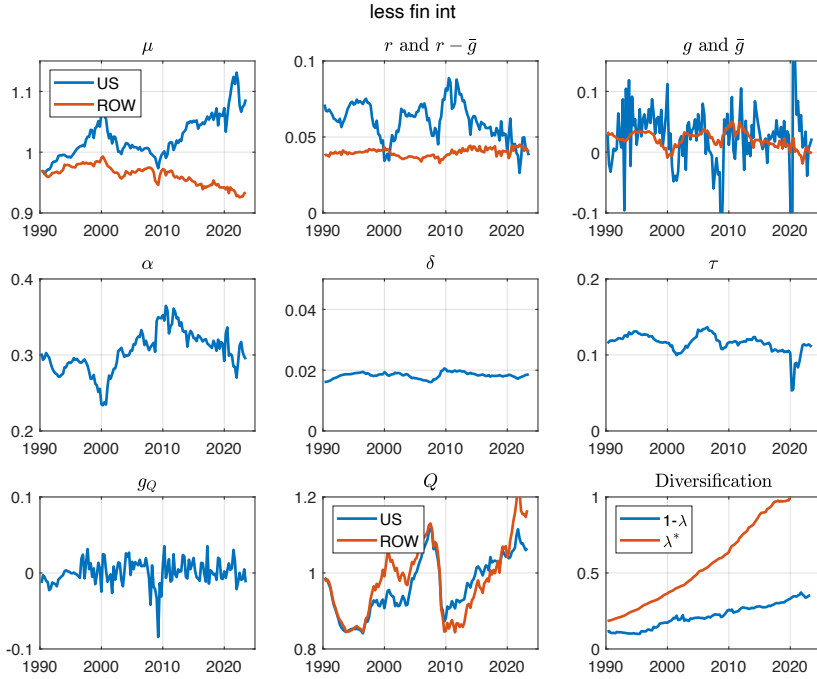 less fin int
μ
r and r − ḡ
g and ḡ
1.1
1
0.9
US
ROW
1990 2000 2010 2020
0.1
0.05
0
1990 2000 2010 2020
0.1
0
-0.1
1990 2000 2010 2020
α
δ
τ
0.4
0.3
0.2
1990 2000 2010 2020
0.04
0.02
0
1990 2000 2010 2020
0.2
0.1
0
1990 2000 2010 2020
g_Q
Q
Diversification
0.1
0
-0.1
1990 2000 2010 2020
1.2
1
0.8
US
ROW
1990 2000 2010 2020
1
0.5
0
1-λ
λ*
1990 2000 2010 2020